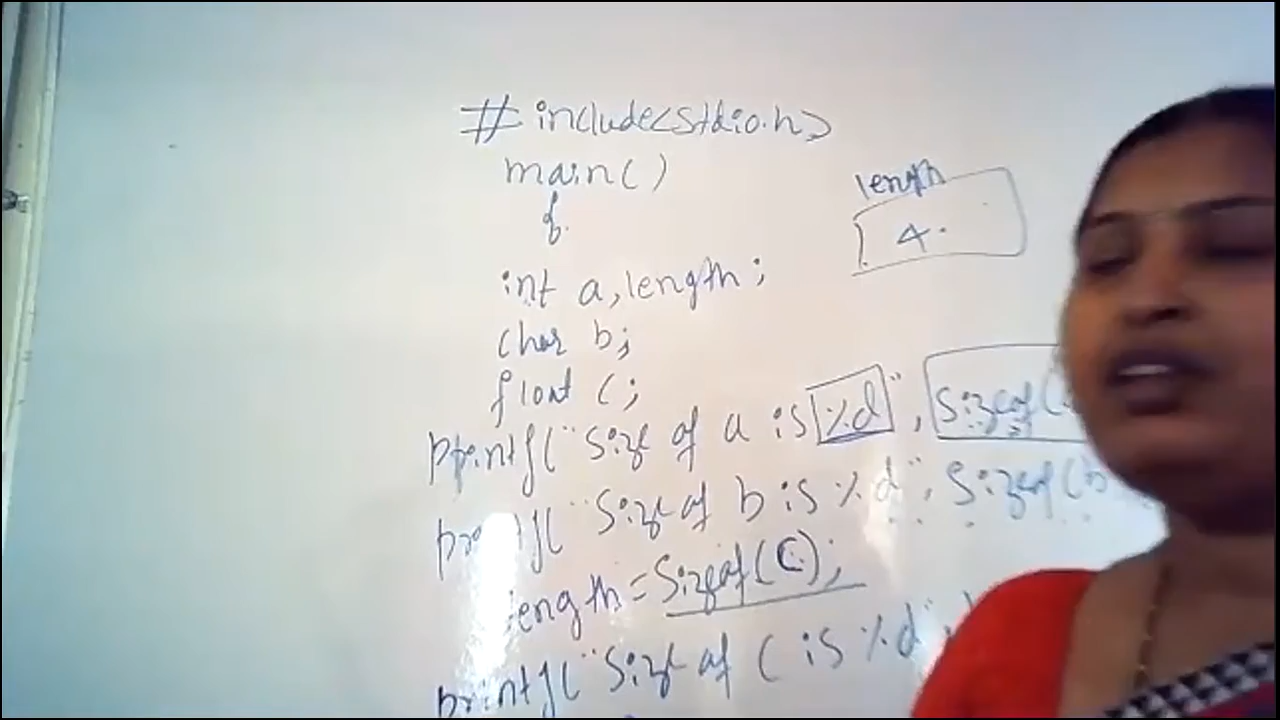 # include<stdio.h>
main()
{
length
4.
int a, length;
char b;
float c;
printf("Size of a is %d", Sizeof(
printf("Size of b is %d", Sizeof(b
length = Sizeof(C);
printf("Size of C is %d",